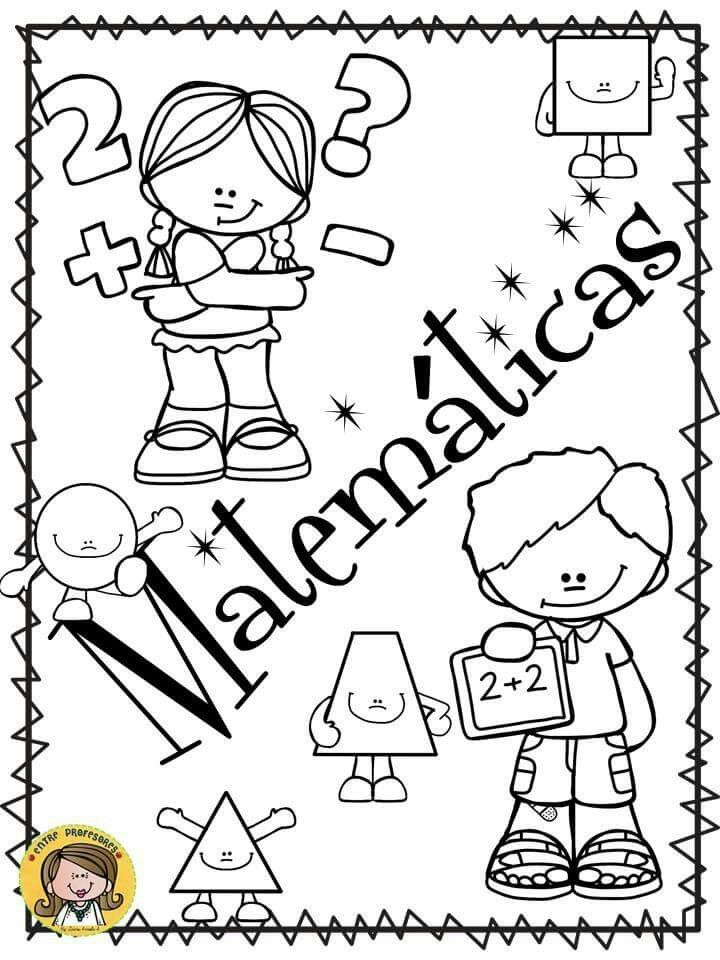 2
?
+
-
Matemáticas
2+2
ENTRE PROFESORES